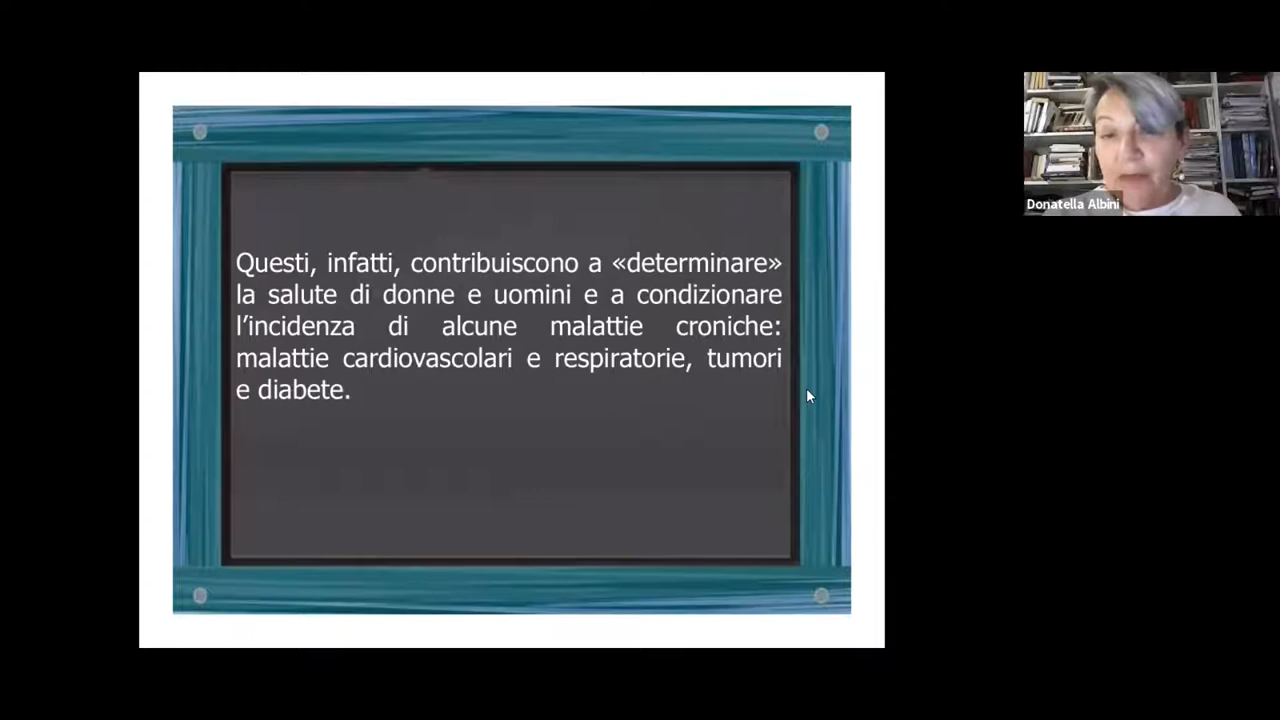 Questi, infatti, contribuiscono a «determinare»
la salute di donne e uomini e a condizionare
l’incidenza di alcune malattie croniche:
malattie cardiovascolari e respiratorie, tumori
e diabete.
Donatella Albini